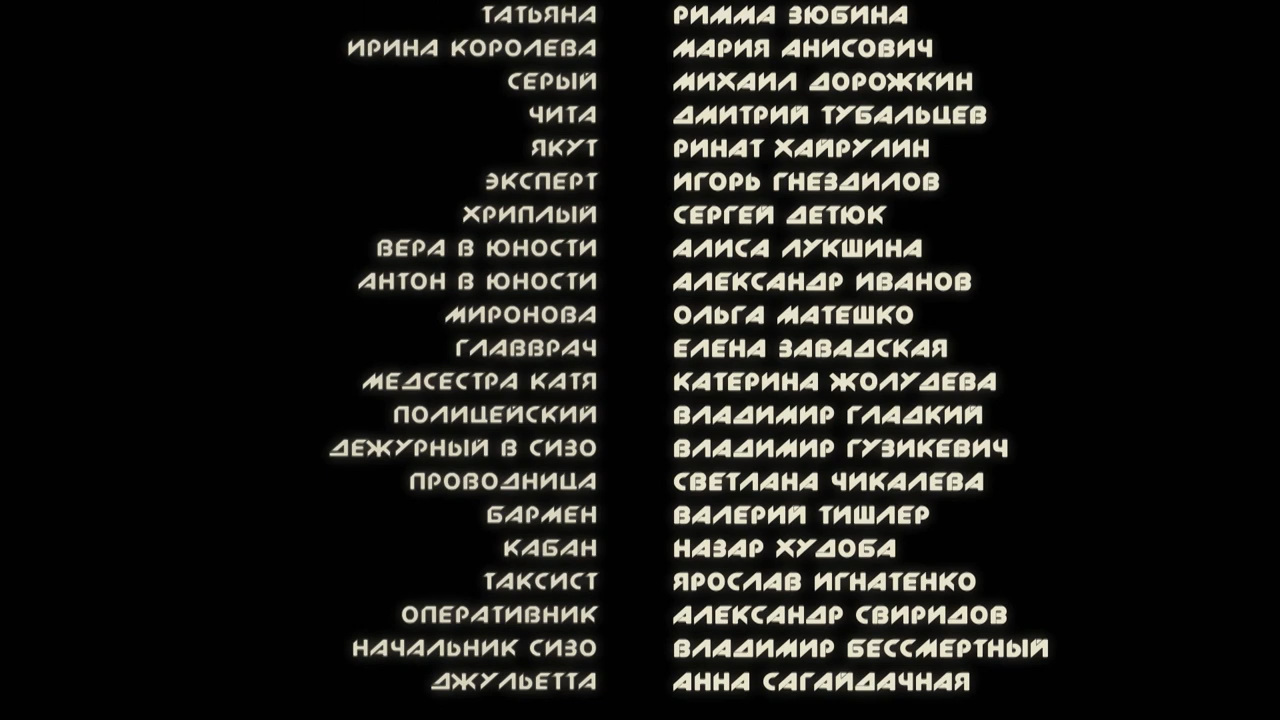 ТАТЬЯНА РИММА ЗЮБИНА
ИРИНА КОРОЛЕВА МАРИЯ АНИСОВИЧ
СЕРЫЙ МИХАИЛ ДОРОЖКИН
ЧИТА ДМИТРИЙ ТУБАЛЬЦЕВ
ЯКУТ РИНАТ ХАЙРУЛИН
ЭКСПЕРТ ИГОРЬ ГНЕЗДИЛОВ
ХРИПЛЫЙ СЕРГЕЙ ДЕТЮК
ВЕРА В ЮНОСТИ АЛИСА ЛУКШИНА
АНТОН В ЮНОСТИ АЛЕКСАНДР ИВАНОВ
МИРОНОВА ОЛЬГА МАТЕШКО
ГЛАВВРАЧ ЕЛЕНА ЗАВАДСКАЯ
МЕДСЕСТРА КАТЯ КАТЕРИНА ЖОЛУДЕВА
ПОЛИЦЕЙСКИЙ ВЛАДИМИР ГЛАДКИЙ
ДЕЖУРНЫЙ В СИЗО ВЛАДИМИР ГУЗИКЕВИЧ
ПРОВОДНИЦА СВЕТЛАНА ЧИКАЛЕВА
БАРМЕН ВАЛЕРИЙ ТИШЛЕР
КАБАН НАЗАР ХУДОБА
ТАКСИСТ ЯРОСЛАВ ИГНАТЕНКО
ОПЕРАТИВНИК АЛЕКСАНДР СВИРИДОВ
НАЧАЛЬНИК СИЗО ВЛАДИМИР БЕССМЕРТНЫЙ
ДЖУЛЬЕТТА АННА САГАЙДАЧНАЯ